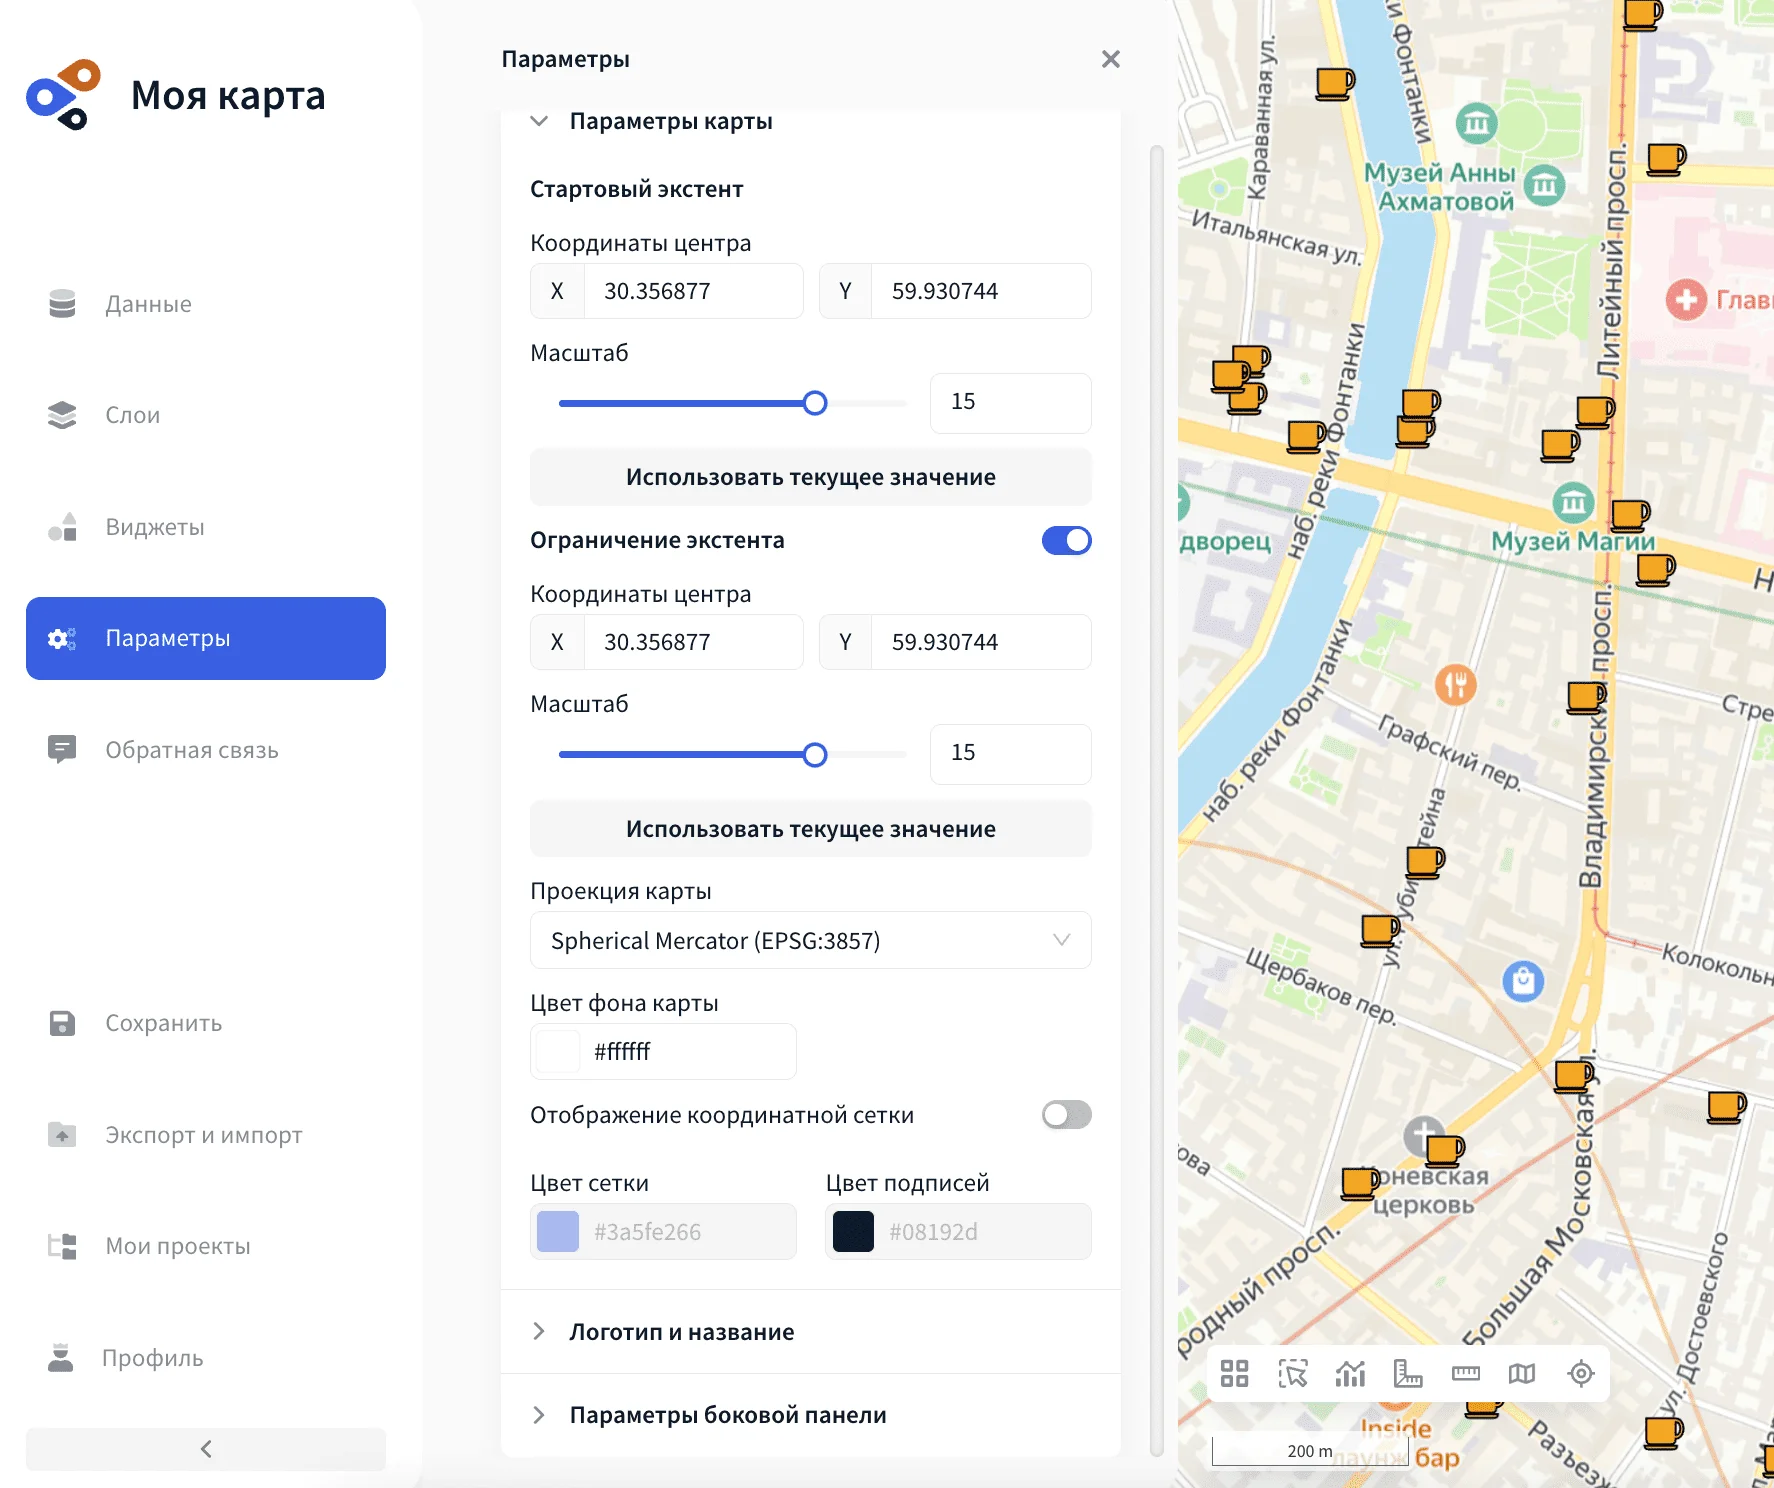 Моя карта
Данные
Слои
Виджеты
Параметры
Обратная связь
Сохранить
Экспорт и импорт
Мои проекты
Профиль
Параметры
Параметры карты
Стартовый экстент
Координаты центра
X 30.356877 Y 59.930744
Масштаб
15
Использовать текущее значение
Ограничение экстента
Координаты центра
X 30.356877 Y 59.930744
Масштаб
15
Использовать текущее значение
Проекция карты
Spherical Mercator (EPSG:3857)
Цвет фона карты
#ffffff
Отображение координатной сетки
Цвет сетки Цвет подписей
#3a5fe266 #08192d
Логотип и название
Параметры боковой панели
Караванная ул.
ки Фонтанки
Музей Анны
Ахматовой
Итальянская ул.
Литейный просп.
Главн
наб. реки Фонтанки
дворец
Музей Магии
Н
наб. реки Фонтанки
Владимирский просп.
Стре
Графский пер.
Щербаков пер.
Колокольн
ова
церковь
Большая Московская ул.
родный просп.
ул. Достоевского
Inside
лаунж бар
Разъезж
200 m